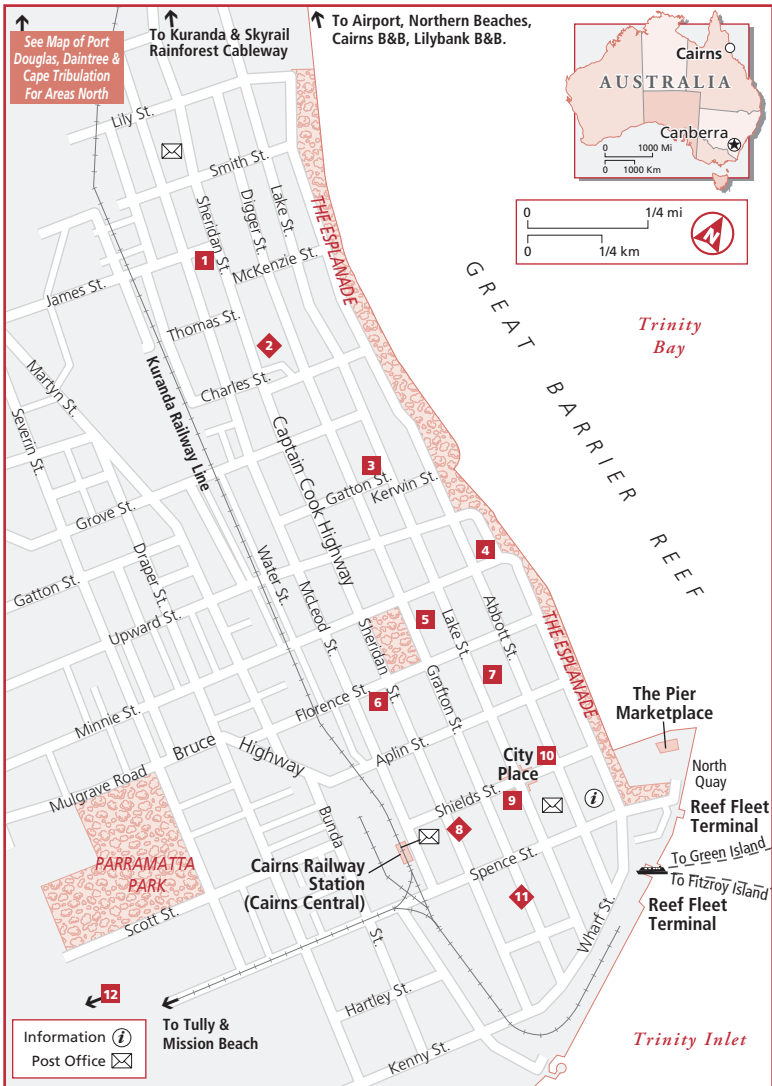 See Map of Port
Douglas, Daintree &
Cape Tribulation
For Areas North
To Kuranda & Skyrail
Rainforest Cableway
To Airport, Northern Beaches,
Cairns B&B, Lilybank B&B.
Cairns
AUSTRALIA
Canberra
0 1000 Mi
0 1000 Km
0 1/4 mi
0 1/4 km
N
Lily St.
Smith St.
Sheridan St.
Digger St.
Lake St.
THE ESPLANADE
1
McKenzie St.
James St.
Thomas St.
2
Charles St.
GREAT BARRIER REEF
Trinity
Bay
Martyn St.
Severin St.
Kuranda Railway Line
Captain Cook Highway
3
Gatton St.
Kerwin St.
Grove St.
Draper St.
Gatton St.
Upward St.
Water St.
McLeod St.
4
Sheridan St.
5
Lake St.
Abbott St.
THE ESPLANADE
7
6
Grafton St.
Florence St.
Minnie St.
Bruce Highway
Aplin St.
Mulgrave Road
The Pier
Marketplace
North
Quay
City
Place
10
9
Shields St.
8
Reef Fleet
Terminal
To Green Island
To Fitzroy Island
Reef Fleet
Terminal
Bunda St.
Cairns Railway
Station
(Cairns Central)
Spence St.
11
Wharf St.
PARRAMATTA
PARK
Scott St.
12
To Tully &
Mission Beach
Hartley St.
Kenny St.
Trinity Inlet
Information i
Post Office